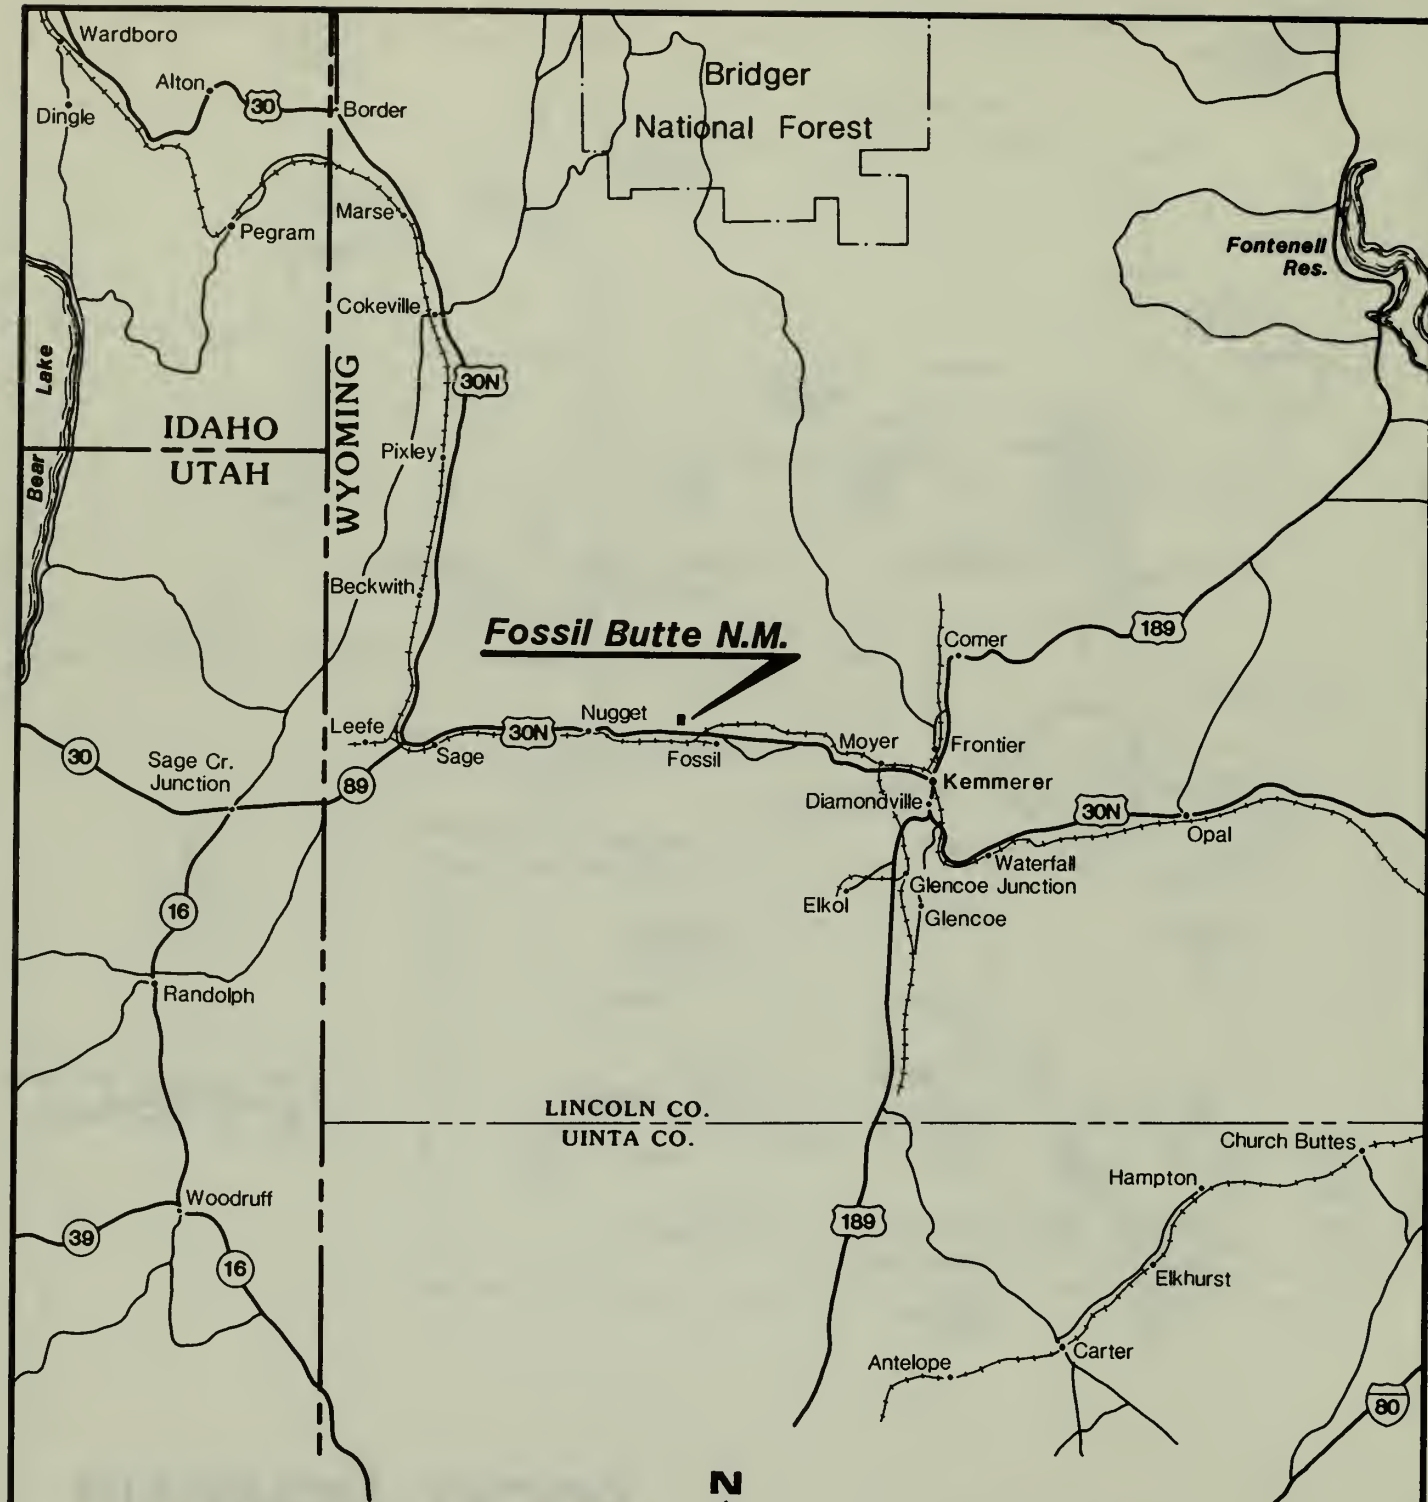 Wardboro
Alton
30
Border
Dingle
Bridger
National Forest
Marse
Pegram
Fontenell
Res.
Cokeville
30N
Bear Lake
IDAHO
UTAH
WYOMING
Pixley
Beckwith
Fossil Butte N.M.
Comer
189
Leefe
Nugget
30N
Sage
Fossil
Moyer
Frontier
30
Sage Cr.
Junction
89
Kemmerer
Diamondville
30N
Opal
Waterfall
Glencoe Junction
Elkol
Glencoe
16
Randolph
LINCOLN CO.
UINTA CO.
Church Buttes
Hampton
Woodruff
39
16
189
Elkhurst
Carter
Antelope
80
N